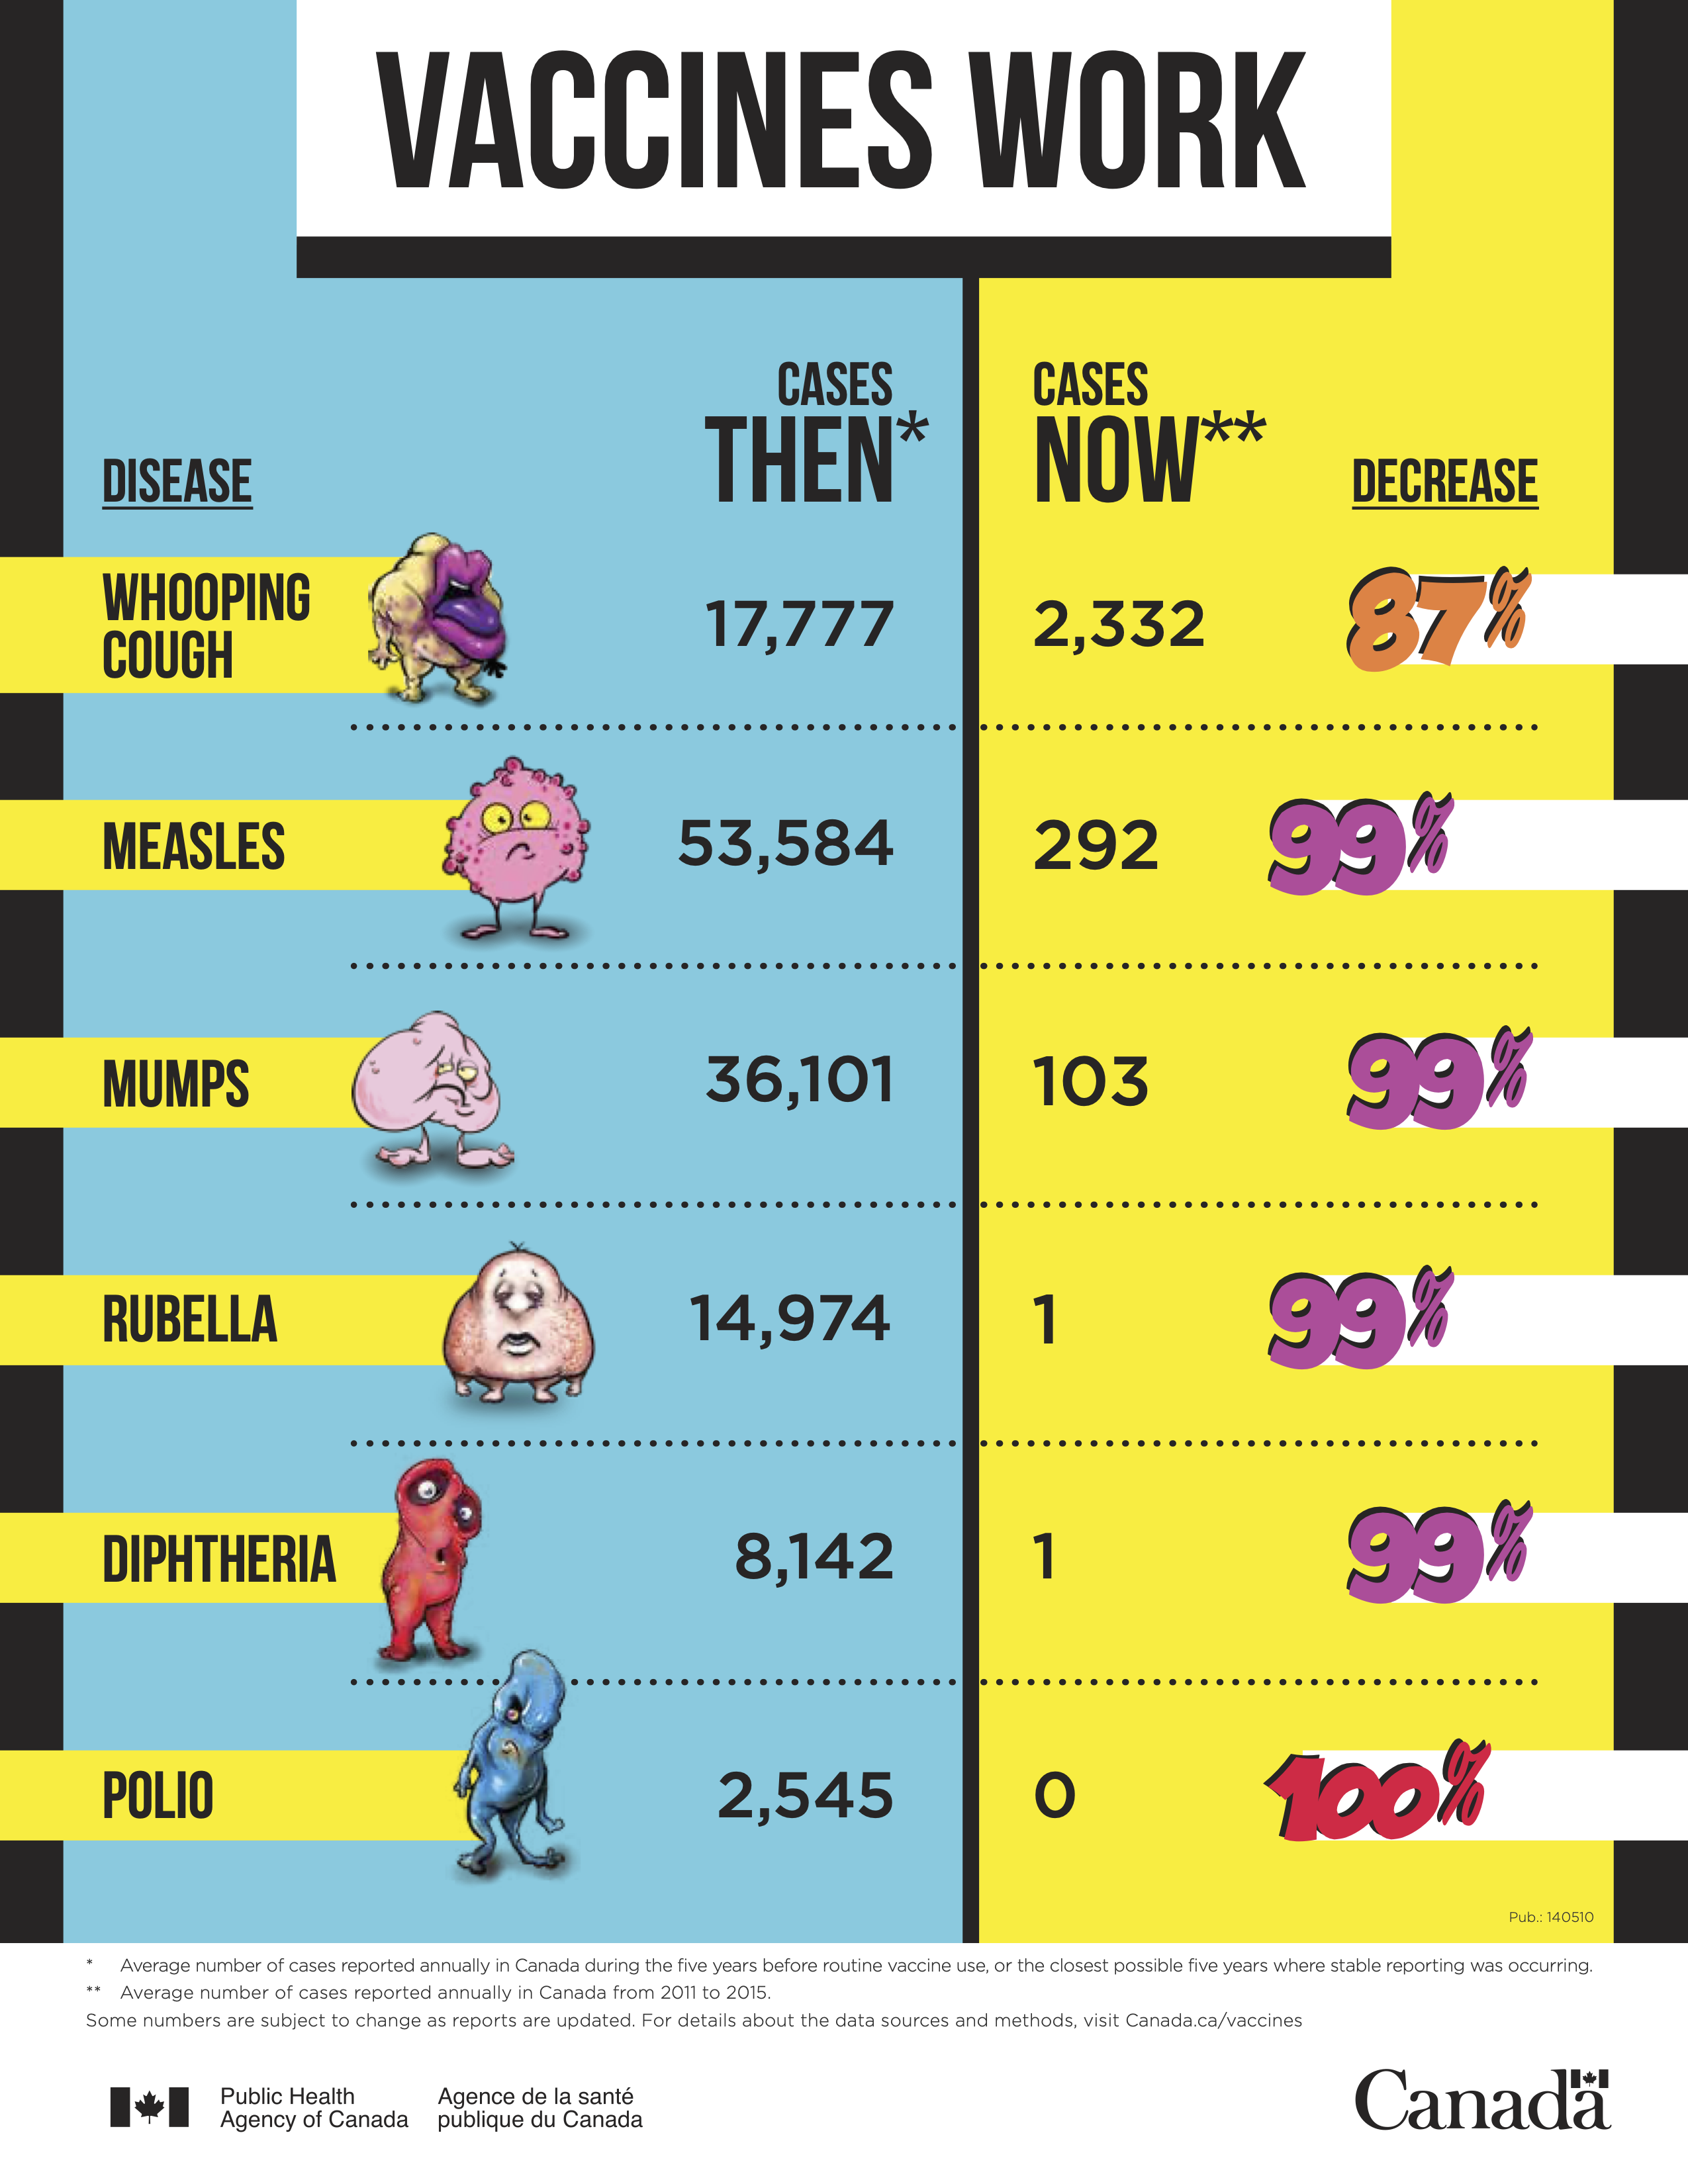 VACCINES WORK
CASES
THEN*
CASES
NOW**
DISEASE
DECREASE
WHOOPING
COUGH
17,777
2,332
87%
MEASLES
53,584
292
99%
MUMPS
36,101
103
99%
RUBELLA
14,974
1
99%
DIPHTHERIA
8,142
1
99%
POLIO
2,545
0
100%
Pub.: 140510
* Average number of cases reported annually in Canada during the five years before routine vaccine use, or the closest possible five years where stable reporting was occurring.
** Average number of cases reported annually in Canada from 2011 to 2015.
Some numbers are subject to change as reports are updated. For details about the data sources and methods, visit Canada.ca/vaccines
Public Health
Agency of Canada
Agence de la santé
publique du Canada
Canada